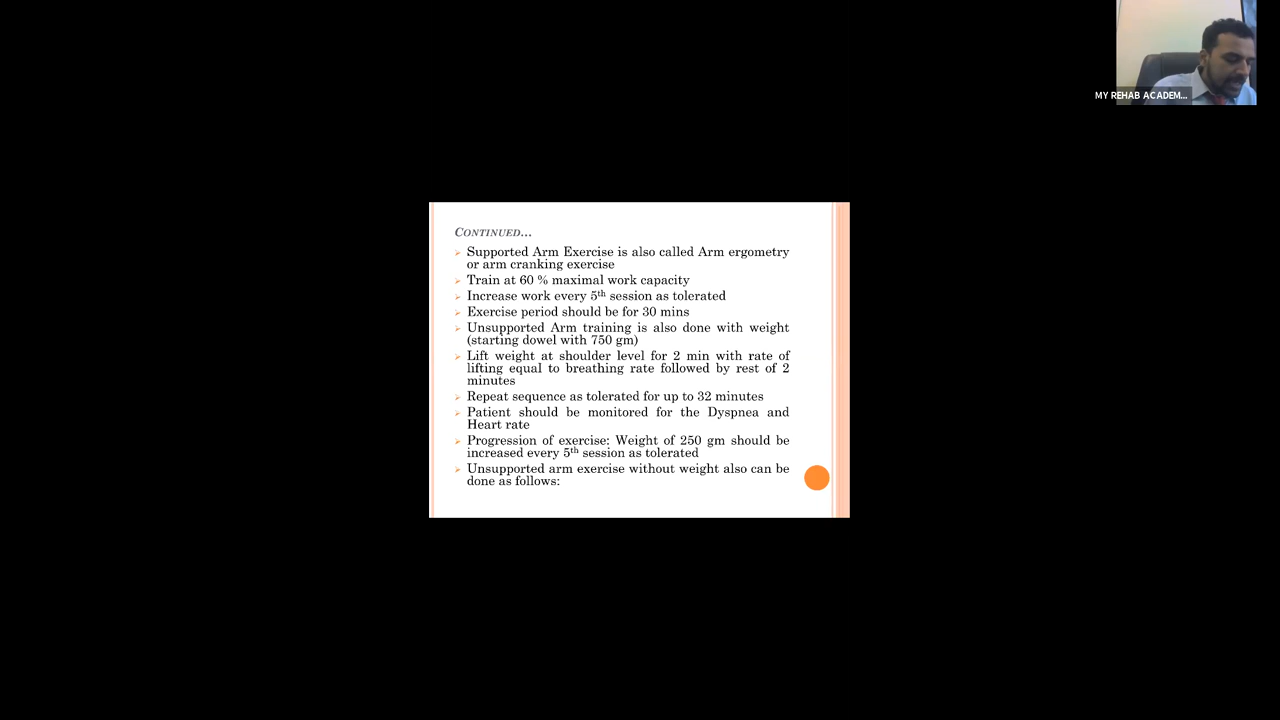 MY REHAB ACADEM...
CONTINUED...
➢ Supported Arm Exercise is also called Arm ergometry
or arm cranking exercise
➢ Train at 60 % maximal work capacity
➢ Increase work every 5th session as tolerated
➢ Exercise period should be for 30 mins
➢ Unsupported Arm training is also done with weight
(starting dowel with 750 gm)
➢ Lift weight at shoulder level for 2 min with rate of
lifting equal to breathing rate followed by rest of 2
minutes
➢ Repeat sequence as tolerated for up to 32 minutes
➢ Patient should be monitored for the Dyspnea and
Heart rate
➢ Progression of exercise: Weight of 250 gm should be
increased every 5th session as tolerated
➢ Unsupported arm exercise without weight also can be
done as follows: